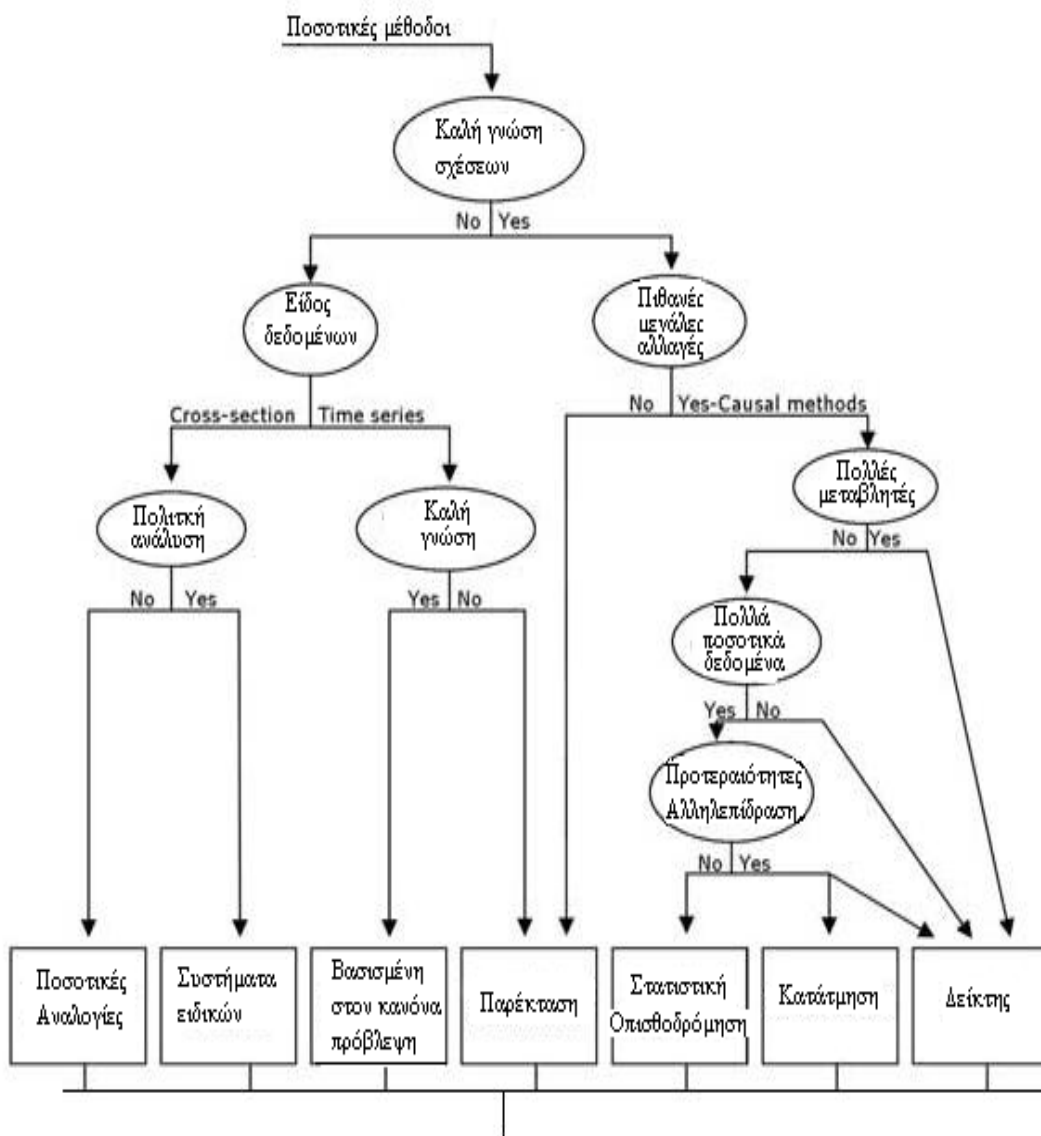 Ποσοτικές μέθοδοι
Καλή γνώση
σχέσεων
No Yes
Είδος
δεδομένων
Πιθανές
μενάλες
αλλαγές
Cross-section Time series
No Yes-Causal methods
Πολλές
μεταβλητές
Πολιτκή
ανάλυση
Καλή
γνώση
No Yes
No Yes
Yes No
Πολλά
ποσοτικά
δεδομένα
Yes No
Προτεραιότητες
Αλληλεπίδραση
No Yes
Ποσοτικές
Αναλογίες
Συστήματα
ειδικών
Βασισμένη
στον κανόνα
πρόβλεψη
Παρέκταση
Στατιστική
Οπισθοδρόμηση
Κατάτμηση
Δείκτης